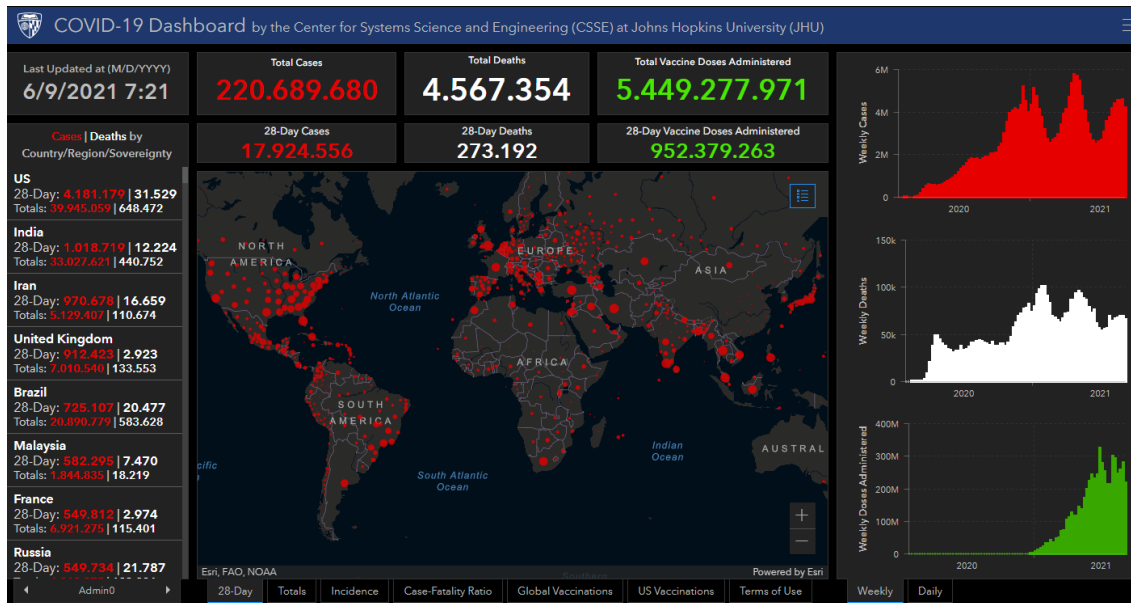 COVID-19 Dashboard by the Center for Systems Science and Engineering (CSSE) at Johns Hopkins University (JHU)
Last Updated at (M/D/YYYY)
6/9/2021 7:21
Total Cases
220.689.680
Total Deaths
4.567.354
Total Vaccine Doses Administered
5.449.277.971
28-Day Cases
17.924.556
28-Day Deaths
273.192
28-Day Vaccine Doses Administered
952.379.263
Cases | Deaths by
Country/Region/Sovereignty
US
28-Day: 4.181.179 | 31.529
Totals: 39.945.059 | 648.472
India
28-Day: 1.018.719 | 12.224
Totals: 33.027.621 | 440.752
Iran
28-Day: 970.678 | 16.659
Totals: 5.129.407 | 110.674
United Kingdom
28-Day: 912.423 | 2.923
Totals: 7.010.540 | 133.553
Brazil
28-Day: 725.107 | 20.477
Totals: 20.890.779 | 583.628
Malaysia
28-Day: 582.295 | 7.470
Totals: 1.844.835 | 18.219
France
28-Day: 549.812 | 2.974
Totals: 6.921.275 | 115.401
Russia
28-Day: 549.734 | 21.787
Admin0
NORTH
AMERICA
EUROPE
ASIA
North Atlantic
Ocean
AFRICA
SOUTH
AMERICA
Indian
Ocean
AUSTRAL
cific
South Atlantic
Ocean
Southern
Esri, FAO, NOAA
Powered by Esri
28-Day
Totals
Incidence
Case-Fatality Ratio
Global Vaccinations
US Vaccinations
Terms of Use
Weekly Cases
6M
4M
2M
0
2020
2021
Weekly Deaths
150k
100k
50k
0
2020
2021
Weekly Doses Administered
400M
300M
200M
100M
0
2020
2021
Weekly
Daily